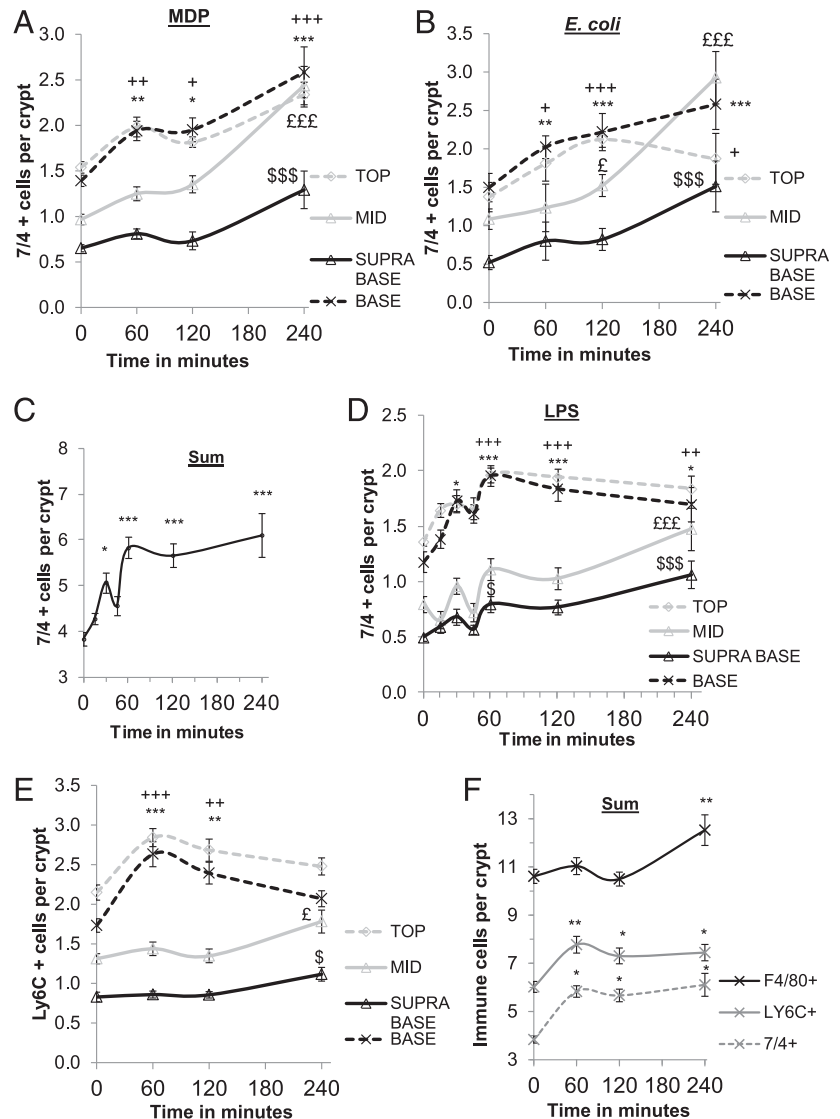 A
MDP
7/4 + cells per crypt
3.0
2.5
2.0
1.5
1.0
0.5
0.0
+++
***
++
**
+
*
£££
$$$
TOP
MID
SUPRA
BASE
BASE
0 60 120 180 240
Time in minutes
B
E. coli
7/4 + cells per crypt
3.5
3.0
2.5
2.0
1.5
1.0
0.5
0.0
£££
+++
***
+
**
***
£
+
$$$
TOP
MID
SUPRA
BASE
BASE
0 60 120 180 240
Time in minutes
C
Sum
7/4 + cells per crypt
8
7
6
5
4
3
*
***
***
***
0 40 80 120 160 200 240
Time in minutes
D
LPS
7/4 + cells per crypt
2.5
2.0
1.5
1.0
0.5
0.0
+++
***
+++
***
++
*
*
£££
$$$
$
TOP
MID
SUPRA BASE
BASE
0 60 120 180 240
Time in minutes
E
Ly6C + cells per crypt
3.5
3.0
2.5
2.0
1.5
1.0
0.5
0.0
+++
***
++
**
£
$
TOP
MID
SUPRA
BASE
BASE
0 60 120 180 240
Time in minutes
F
Sum
Immune cells per crypt
13
11
9
7
5
3
**
**
*
*
*
*
*
F4/80+
LY6C+
7/4+
0 60 120 180 240
Time in minutes